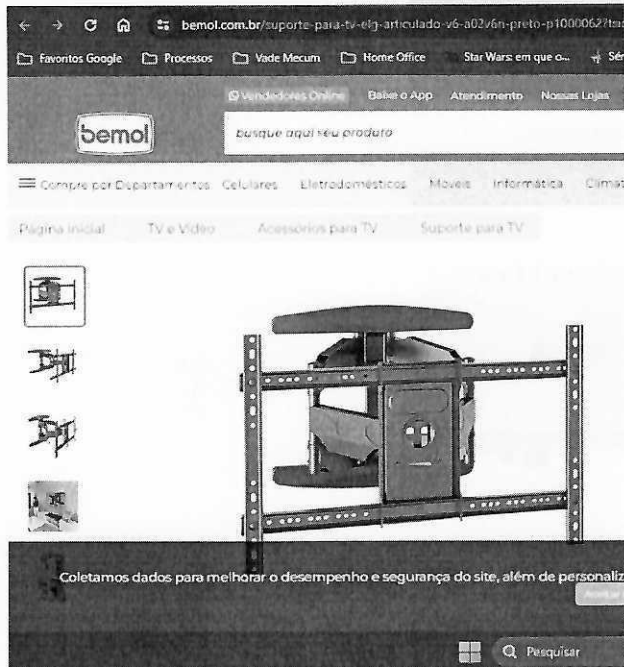 bemol.com.br/suporte-para-tv-elg-articulado-v6-a02v6n-preto-p1000062?
Favoritos Google Processos Vade Mecum Home Office Star Wars: em que o... Sér
Vendedores Online Baixe o App Atendimento Nossas Lojas
bemol
busque aqui seu produto
Compre por Departamentos Celulares Eletrodomésticos Móveis Informática Climat
Página Inicial TV e Vídeo Acessórios para TV Suporte para TV
Coletamos dados para melhorar o desempenho e segurança do site, além de personaliz
Pesquisar